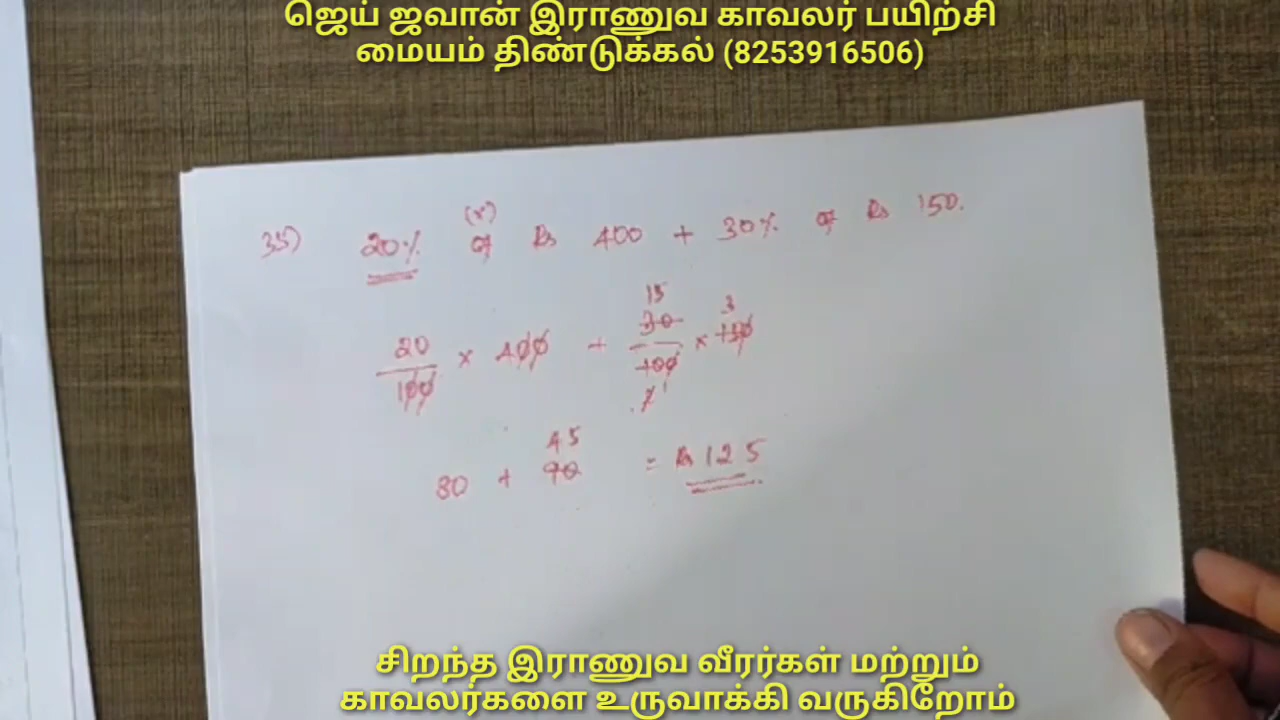 ஜெய் ஜவான் இராணுவ காவலர் பயிற்சி
மையம் திண்டுக்கல் (8253916506)
35) 20% of Rs 400 + 30% of Rs 150.
(x)
15 3
20/100 x 400 + 30/100 x 150
1
45
80 + 90 = Rs 125
சிறந்த இராணுவ வீரர்கள் மற்றும்
காவலர்களை உருவாக்கி வருகிறோம்